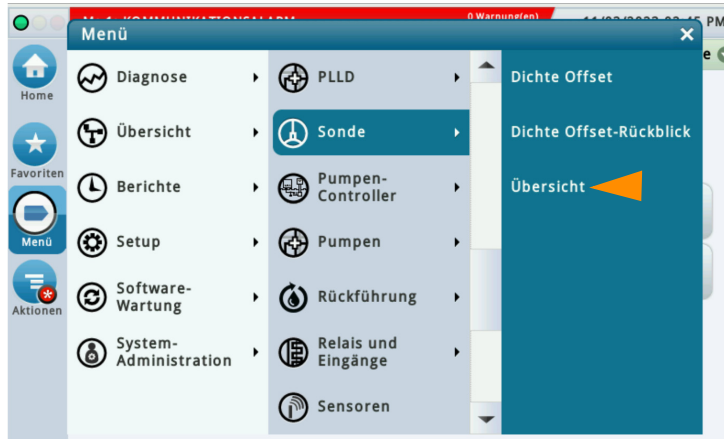 0 Warnung(en)
PM
Menü
e
Home
Favoriten
Menü
Aktionen
Diagnose
Übersicht
Berichte
Setup
Software-
Wartung
System-
Administration
PLLD
Sonde
Pumpen-
Controller
Pumpen
Rückführung
Relais und
Eingänge
Sensoren
Dichte Offset
Dichte Offset-Rückblick
Übersicht